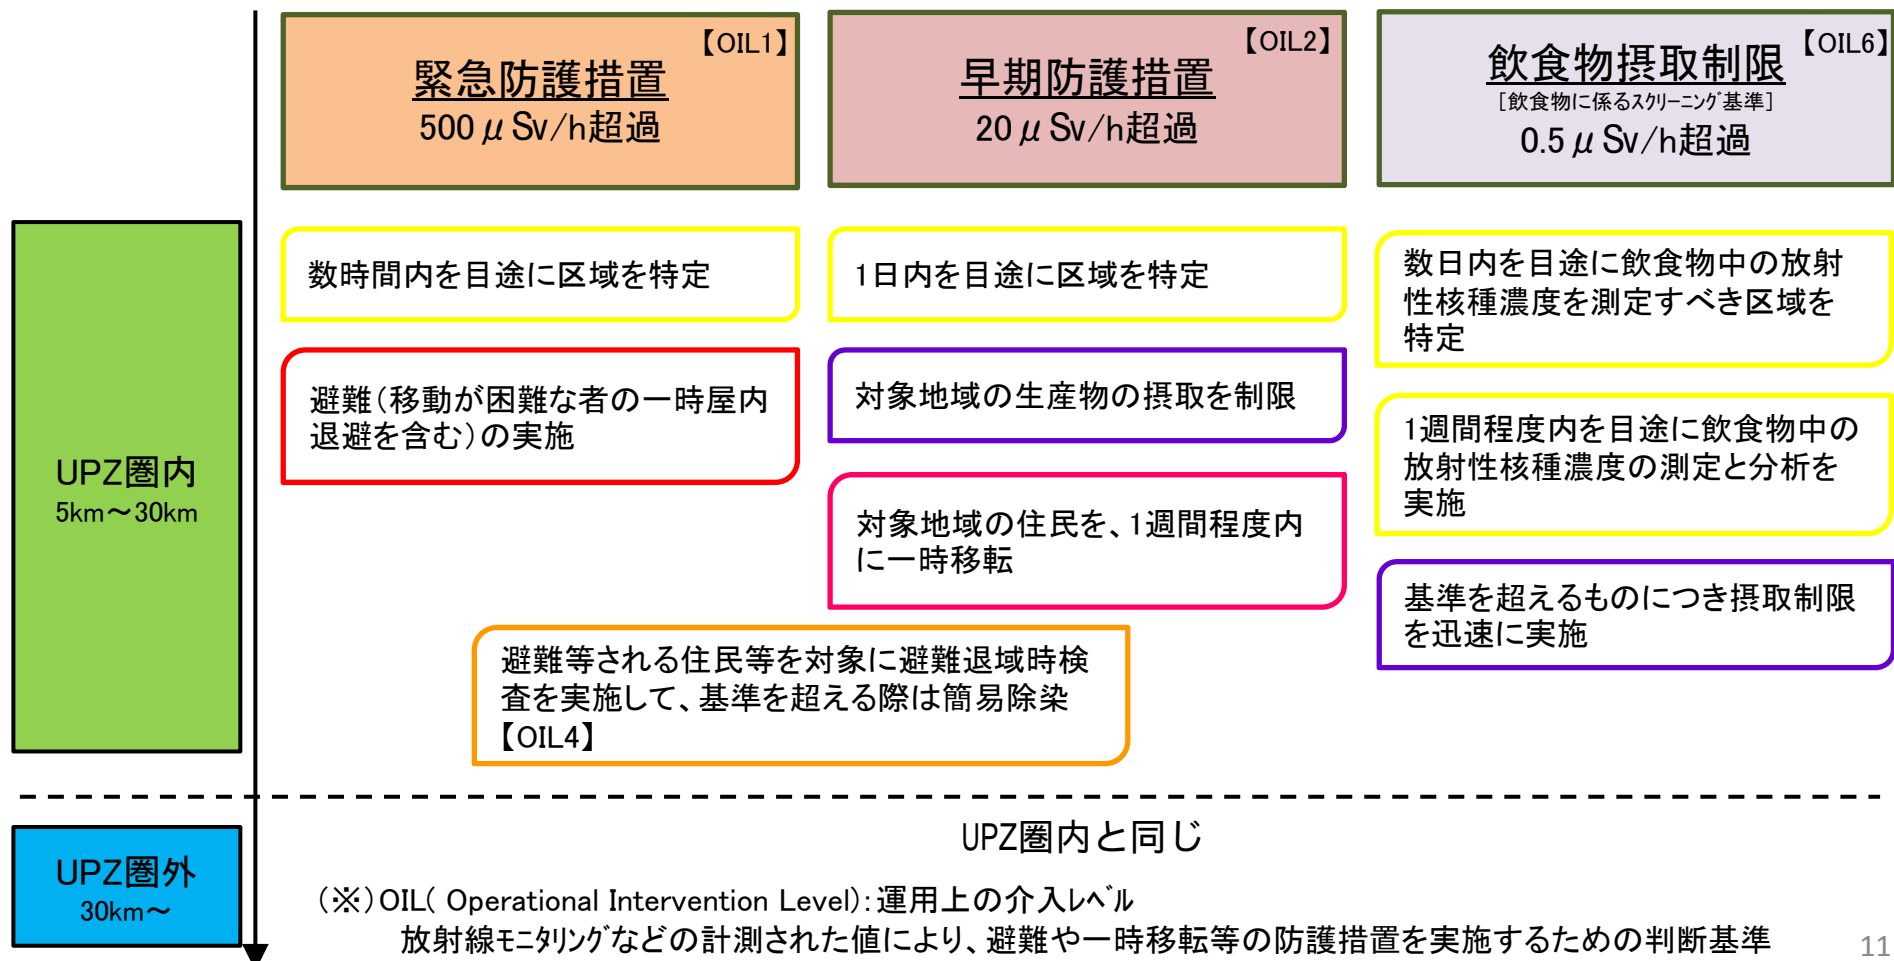 【OIL1】
緊急防護措置
500μSv/h超過
【OIL2】
早期防護措置
20μSv/h超過
【OIL6】
飲食物摂取制限
[飲食物に係るｽｸﾘｰﾆﾝｸﾞ基準]
0.5μSv/h超過
UPZ圏内
5km～30km
数時間内を目途に区域を特定
避難（移動が困難な者の一時屋内
退避を含む）の実施
1日内を目途に区域を特定
対象地域の生産物の摂取を制限
対象地域の住民を、1週間程度内
に一時移転
数日内を目途に飲食物中の放射
性核種濃度を測定すべき区域を
特定
1週間程度内を目途に飲食物中の
放射性核種濃度の測定と分析を
実施
基準を超えるものにつき摂取制限
を迅速に実施
避難等される住民等を対象に避難退域時検
査を実施して、基準を超える際は簡易除染
【OIL4】
UPZ圏外
30km～
UPZ圏内と同じ
（※）OIL( Operational Intervention Level)：運用上の介入ﾚﾍﾞﾙ
放射線ﾓﾆﾀﾘﾝｸﾞなどの計測された値により、避難や一時移転等の防護措置を実施するための判断基準
11